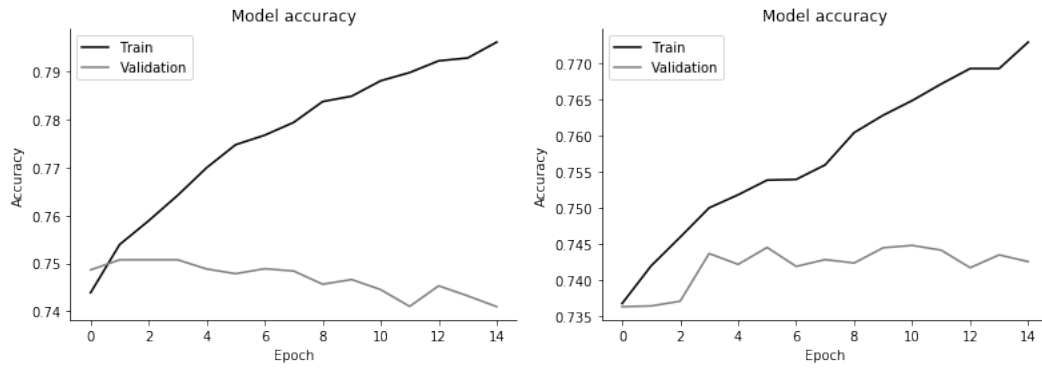 Model accuracy
Train
Validation
0.79
0.78
0.77
0.76
0.75
0.74
Accuracy
0 2 4 6 8 10 12 14
Epoch
Model accuracy
Train
Validation
0.770
0.765
0.760
0.755
0.750
0.745
0.740
0.735
Accuracy
0 2 4 6 8 10 12 14
Epoch